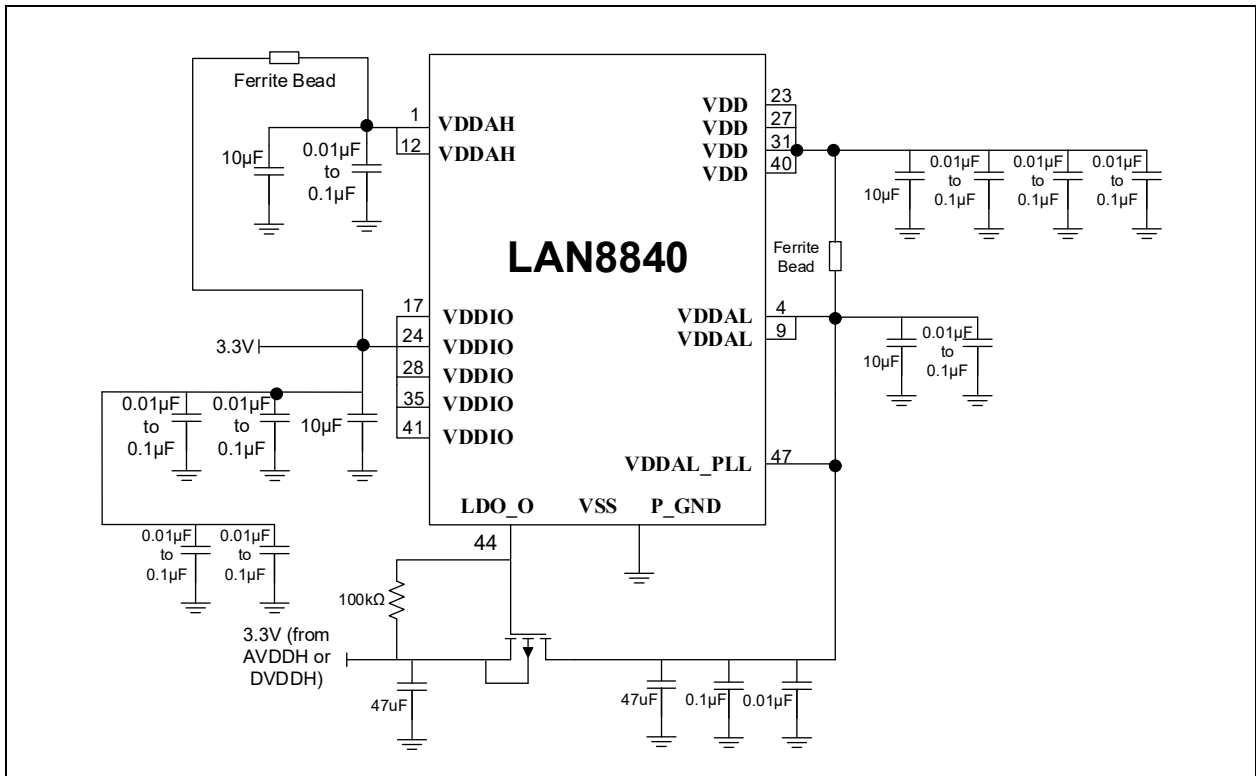 Ferrite Bead
1
VDDAH
12
VDDAH
10µF
0.01µF
to
0.1µF
VDD
23
VDD
27
VDD
31
VDD
40
10µF
0.01µF
to
0.1µF
0.01µF
to
0.1µF
0.01µF
to
0.1µF
LAN8840
Ferrite
Bead
17
VDDIO
24
VDDIO
28
VDDIO
35
VDDIO
41
VDDIO
3.3V
VDDAL
4
VDDAL
9
10µF
0.01µF
to
0.1µF
0.01µF
to
0.1µF
0.01µF
to
0.1µF
10µF
VDDAL_PLL
47
LDO_O
VSS
P_GND
44
0.01µF
to
0.1µF
0.01µF
to
0.1µF
100kΩ
3.3V (from
AVDDH or
DVDDH)
47uF
47uF
0.1µF
0.01µF